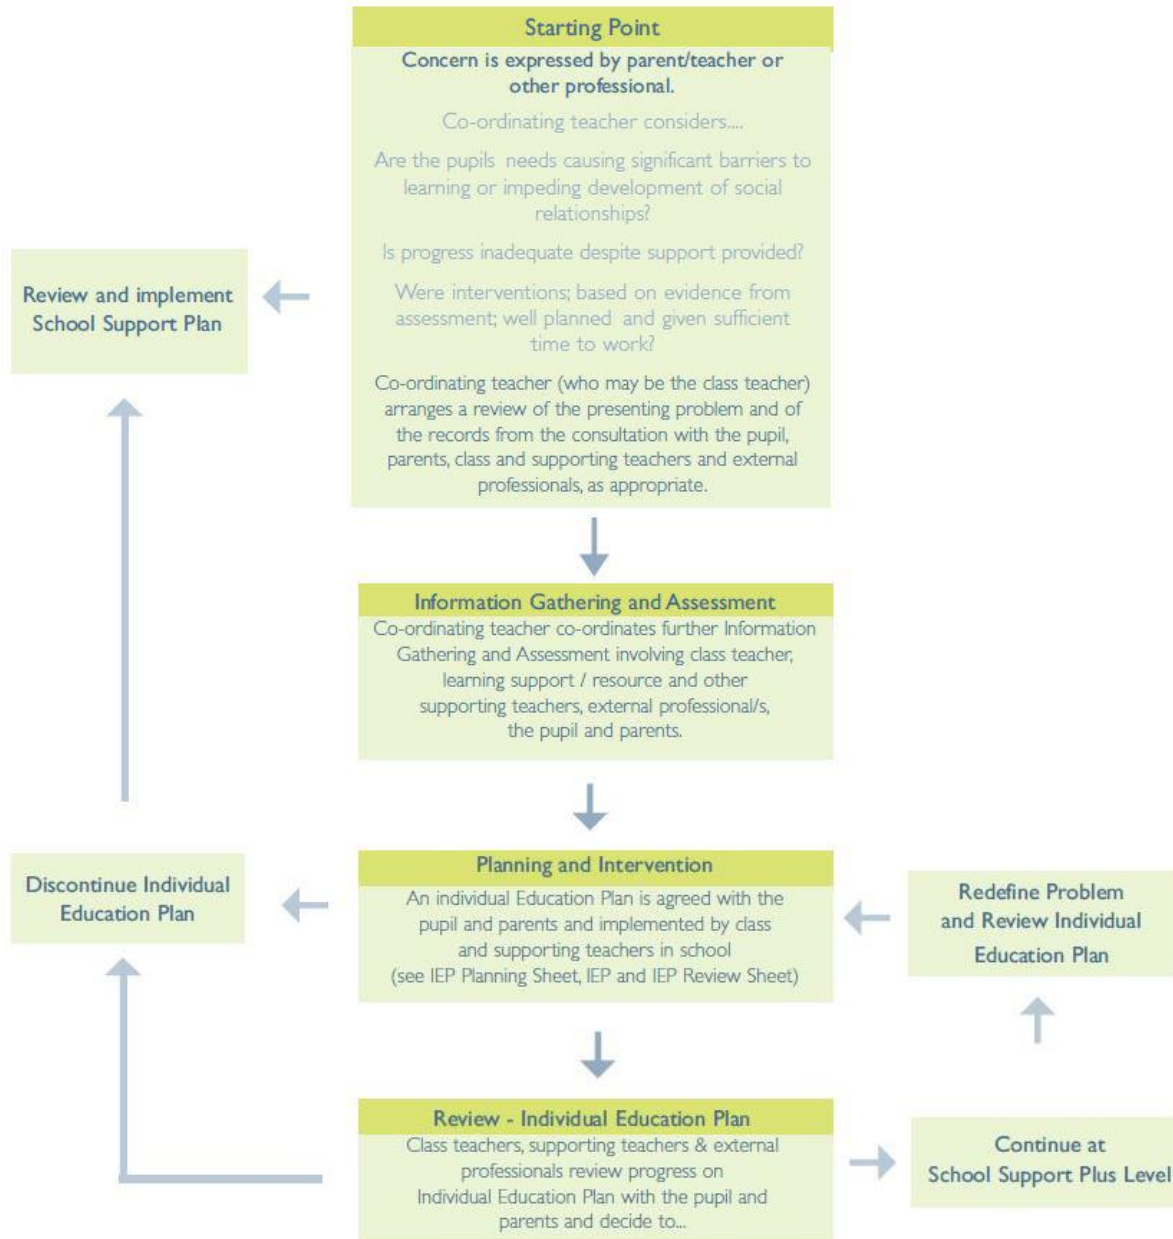 Starting Point
Concern is expressed by parent/teacher or
other professional.
Co-ordinating teacher considers....
Are the pupils needs causing significant barriers to
learning or impeding development of social
relationships?
Is progress inadequate despite support provided?
Were interventions; based on evidence from
assessment; well planned and given sufficient
time to work?
Co-ordinating teacher (who may be the class teacher)
arranges a review of the presenting problem and of
the records from the consultation with the pupil,
parents, class and supporting teachers and external
professionals, as appropriate.
Review and implement
School Support Plan
Information Gathering and Assessment
Co-ordinating teacher co-ordinates further Information
Gathering and Assessment involving class teacher,
learning support / resource and other
supporting teachers, external professional/s,
the pupil and parents.
Planning and Intervention
An individual Education Plan is agreed with the
pupil and parents and implemented by class
and supporting teachers in school
(see IEP Planning Sheet, IEP and IEP Review Sheet)
Discontinue Individual
Education Plan
Redefine Problem
and Review Individual
Education Plan
Review - Individual Education Plan
Class teachers, supporting teachers & external
professionals review progress on
Individual Education Plan with the pupil and
parents and decide to...
Continue at
School Support Plus Level